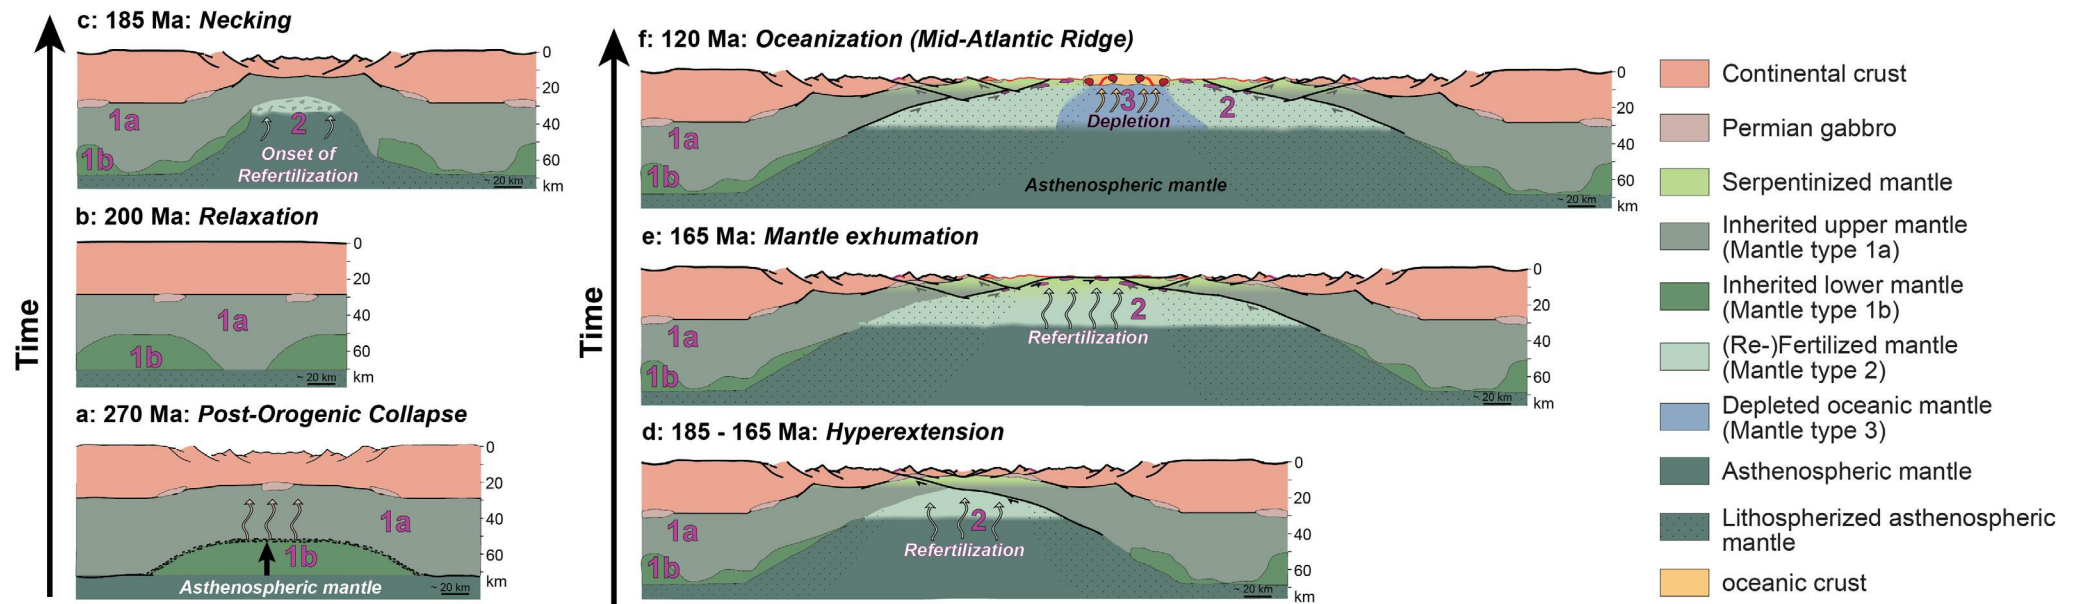 c: 185 Ma: Necking
0
20
40
60
km
1a
1b
2
Onset of
Refertilization
~ 20 km
b: 200 Ma: Relaxation
0
20
40
60
km
1a
1b
~ 20 km
a: 270 Ma: Post-Orogenic Collapse
0
20
40
60
km
1a
1b
Asthenospheric mantle
~ 20 km
Time
f: 120 Ma: Oceanization (Mid-Atlantic Ridge)
0
20
40
60
km
3
2
Depletion
1a
1b
Asthenospheric mantle
~ 20 km
e: 165 Ma: Mantle exhumation
0
20
40
60
km
2
Refertilization
1a
1b
~ 20 km
d: 185 - 165 Ma: Hyperextension
0
20
40
60
km
2
Refertilization
1a
1b
~ 20 km
Time
Continental crust
Permian gabbro
Serpentinized mantle
Inherited upper mantle
(Mantle type 1a)
Inherited lower mantle
(Mantle type 1b)
(Re-)Fertilized mantle
(Mantle type 2)
Depleted oceanic mantle
(Mantle type 3)
Asthenospheric mantle
Lithospherized asthenospheric
mantle
oceanic crust